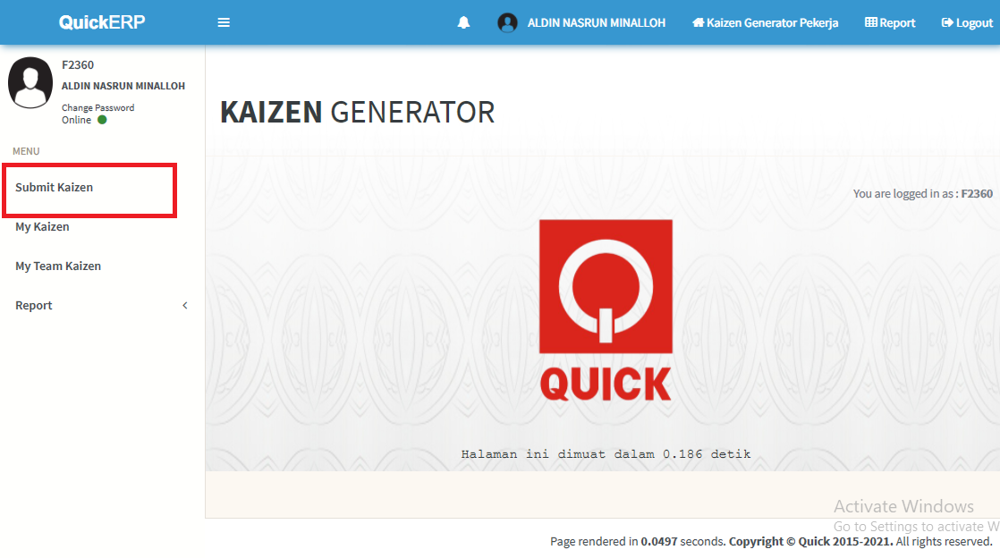 QuickERP
ALDIN NASRUN MINALLOH
Kaizen Generator Pekerja
Report
Logout
F2360
ALDIN NASRUN MINALLOH
Change Password
Online
MENU
Submit Kaizen
My Kaizen
My Team Kaizen
Report
KAIZEN GENERATOR
You are logged in as : F2360
QUICK
Halaman ini dimuat dalam 0.186 detik
Activate Windows
Go to Settings to activate W
Page rendered in 0.0497 seconds. Copyright © Quick 2015-2021. All rights reserved.